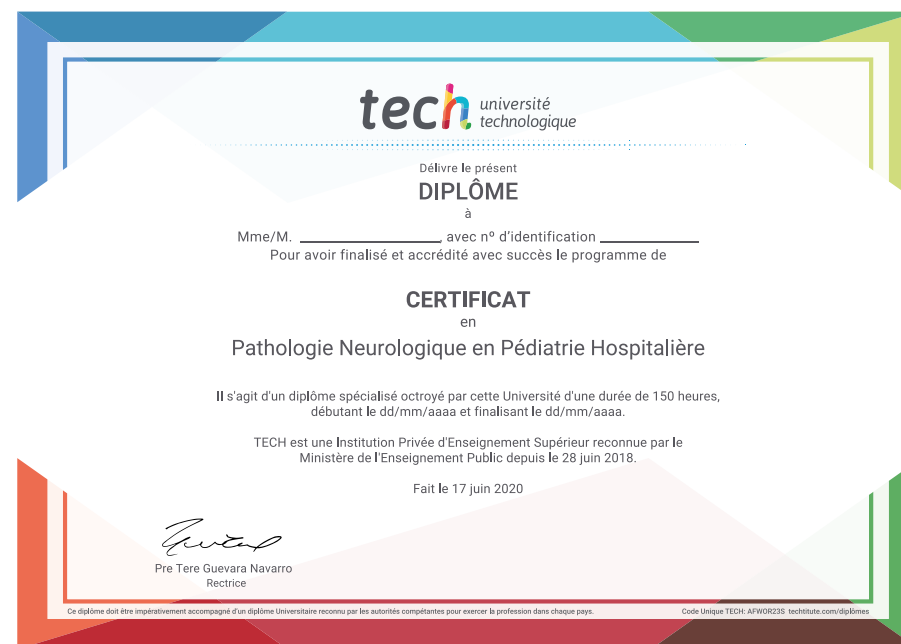 tech université
technologique
Délivre le présent
DIPLÔME
à
Mme/M. ____________________, avec nº d'identification ______________
Pour avoir finalisé et accrédité avec succès le programme de
CERTIFICAT
en
Pathologie Neurologique en Pédiatrie Hospitalière
Il s'agit d'un diplôme spécialisé octroyé par cette Université d'une durée de 150 heures,
débutant le dd/mm/aaaa et finalisant le dd/mm/aaaa.
TECH est une Institution Privée d'Enseignement Supérieur reconnue par le
Ministère de l'Enseignement Public depuis le 28 juin 2018.
Fait le 17 juin 2020
Pre Tere Guevara Navarro
Rectrice
Ce diplôme doit être impérativement accompagné d'un diplôme Universitaire reconnu par les autorités compétentes pour exercer la profession dans chaque pays. Code Unique TECH: AFWOR23S techtitute.com/diplômes